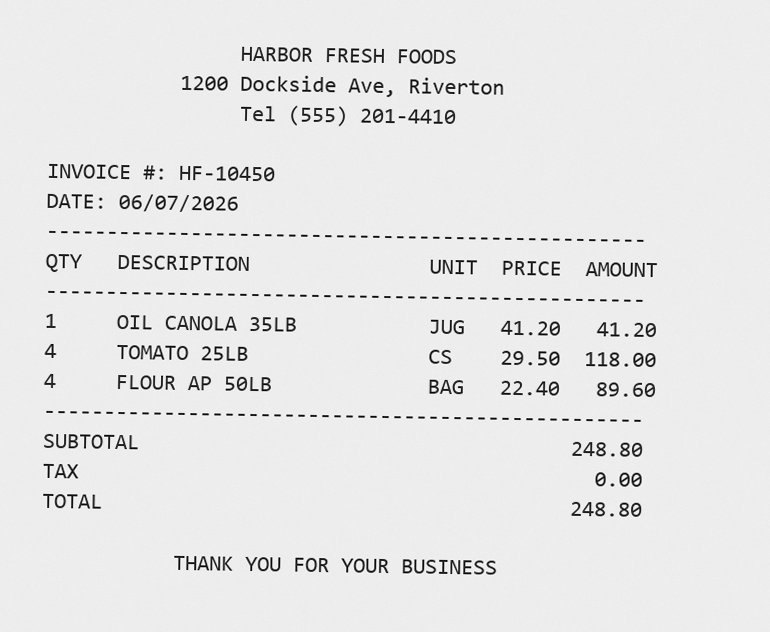 HARBOR FRESH FOODS
1200 Dockside Ave, Riverton
Tel (555) 201-4410
INVOICE #: HF-10450
DATE: 06/07/2026
--------------------------------------------------
QTY   DESCRIPTION               UNIT  PRICE  AMOUNT
--------------------------------------------------
1     OIL CANOLA 35LB           JUG   41.20   41.20
4     TOMATO 25LB               CS    29.50  118.00
4     FLOUR AP 50LB             BAG   22.40   89.60
--------------------------------------------------
SUBTOTAL                                    248.80
TAX                                           0.00
TOTAL                                       248.80
THANK YOU FOR YOUR BUSINESS